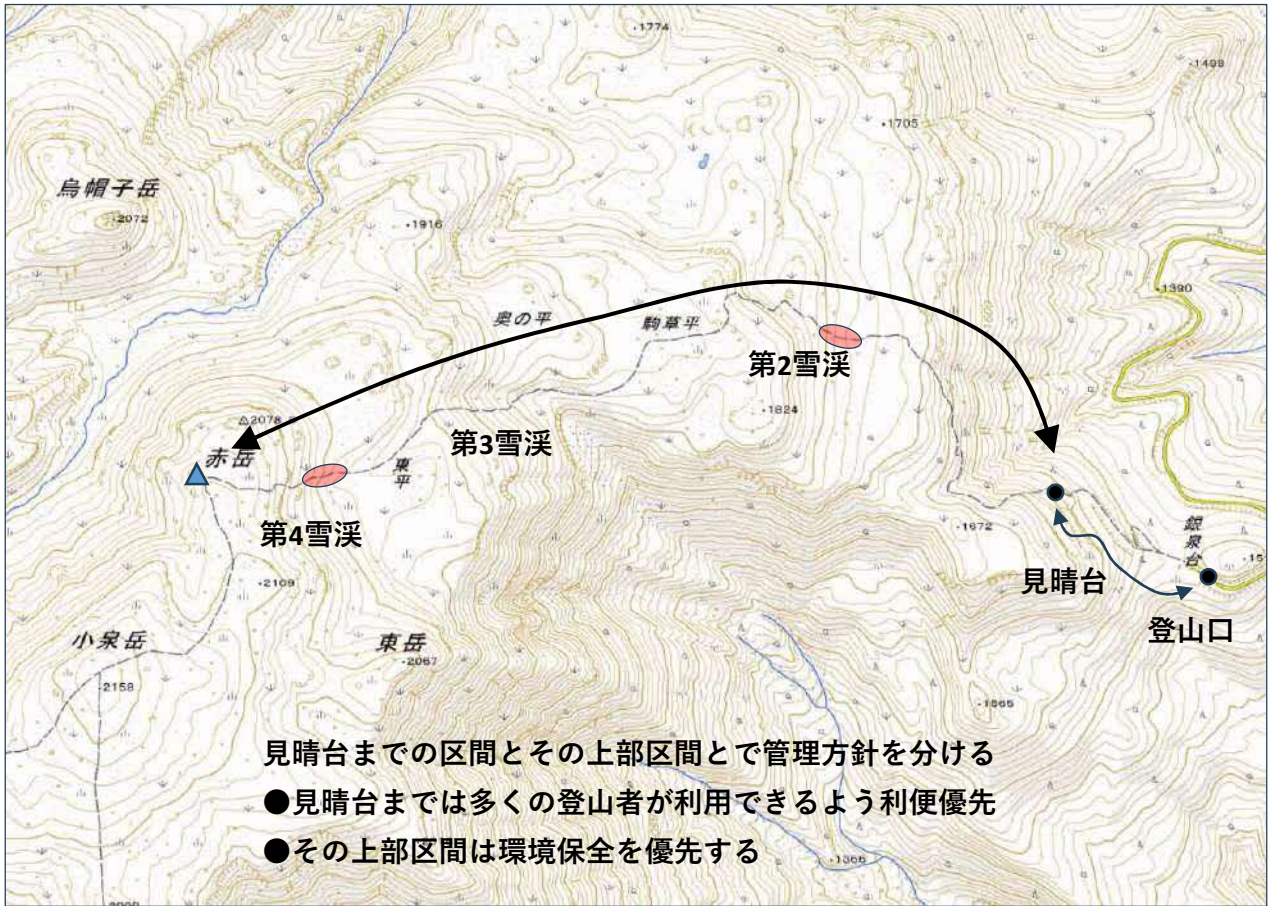 1774
1498
1705
烏帽子岳
2072
1916
1800
1390
奥の平
駒草平
第2雪渓
1824
2078
第3雪渓
赤岳
東平
第4雪渓
1672
銀泉台
見晴台
登山口
2109
小泉岳
東岳
2067
2158
1565
見晴台までの区間とその上部区間とで管理方針を分ける
●見晴台までは多くの登山者が利用できるよう利便優先
●その上部区間は環境保全を優先する
1366